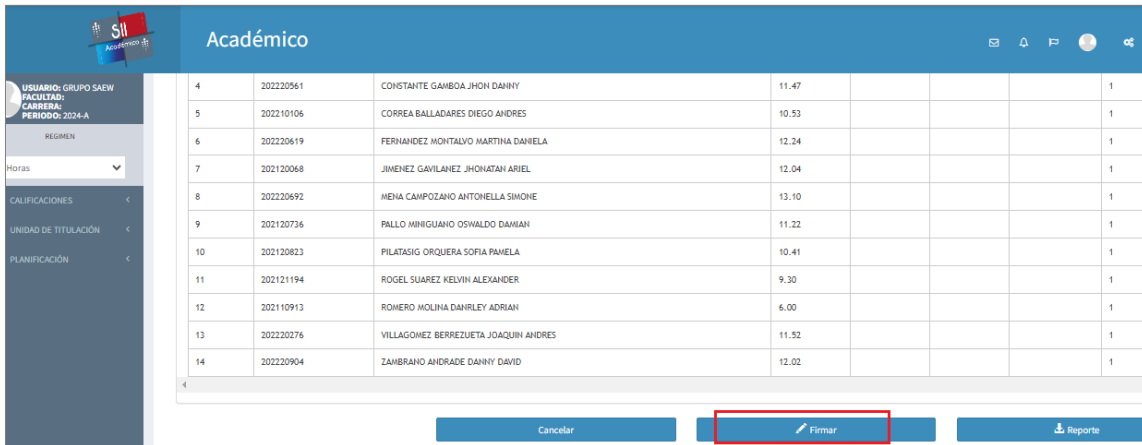 SII
Académico
Académico
USUARIO: GRUPO SAEW
FACULTAD:
CARRERA:
PERIODO: 2024-A
REGIMEN
Horas
CALIFICACIONES
UNIDAD DE TITULACIÓN
PLANIFICACIÓN
4 202220561 CONSTANTE GAMBOA JHON DANNY 11.47 1
5 202210106 CORREA BALLADARES DIEGO ANDRES 10.53 1
6 202220619 FERNANDEZ MONTALVO MARTINA DANIELA 12.24 1
7 202120068 JIMENEZ GAVILANEZ JHONATAN ARIEL 12.04 1
8 202220692 MENA CAMPOZANO ANTONELLA SIMONE 13.10 1
9 202120736 PALLO MINIGUANO OSWALDO DAMIAN 11.22 1
10 202120823 PILATASIG ORQUERA SOFIA PAMELA 10.41 1
11 202121194 ROGEL SUAREZ KELVIN ALEXANDER 9.30 1
12 202110913 ROMERO MOLINA DANRLEY ADRIAN 6.00 1
13 202220276 VILLAGOMEZ BERREZUETA JOAQUIN ANDRES 11.52 1
14 202220904 ZAMBRANO ANDRADE DANNY DAVID 12.02 1
Cancelar Firmar Reporte